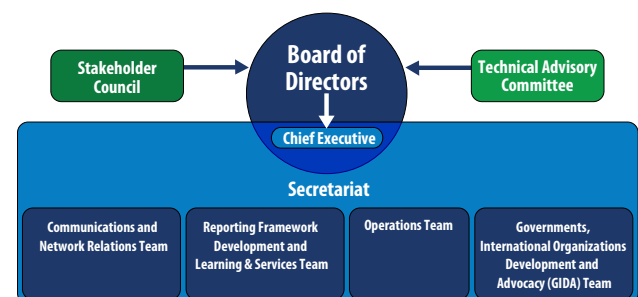 Board of
Directors
Stakeholder
Council
Technical Advisory
Committee
Chief Executive
Secretariat
Communications and
Network Relations Team
Reporting Framework
Development and
Learning & Services Team
Operations Team
Governments,
International Organizations
Development and
Advocacy (GIDA) Team